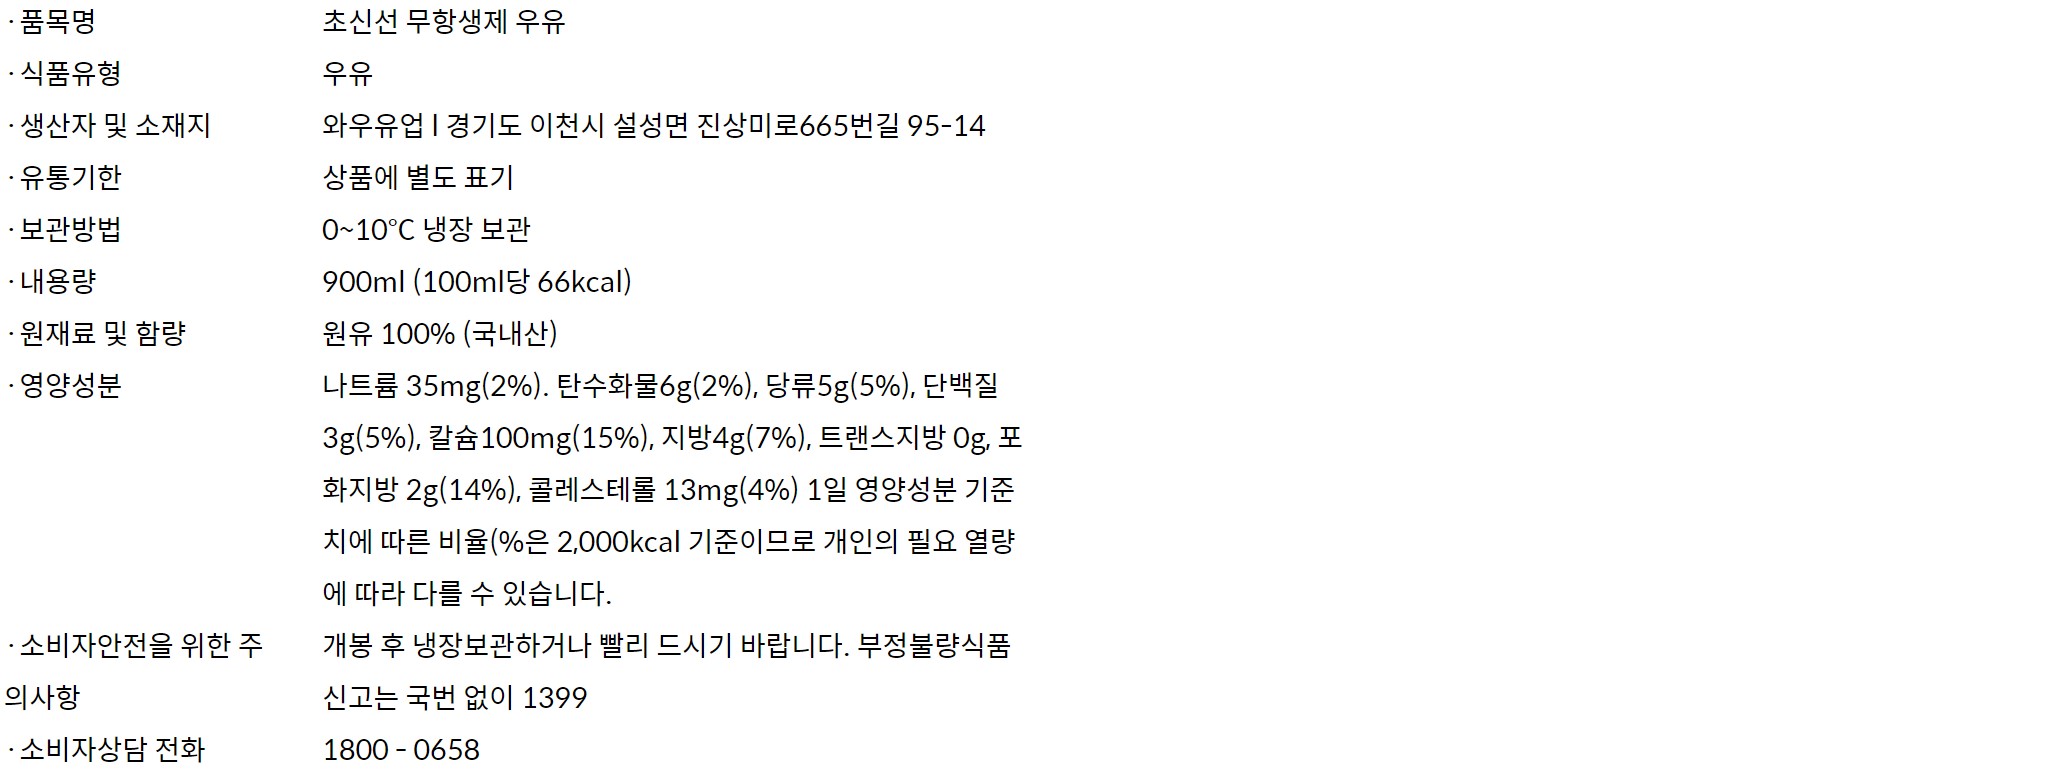 · 품목명 초신선 무항생제 우유
· 식품유형 우유
· 생산자 및 소재지 와우유업 l 경기도 이천시 설성면 진상미로665번길 95-14
· 유통기한 상품에 별도 표기
· 보관방법 0~10℃ 냉장 보관
· 내용량 900ml (100ml당 66kcal)
· 원재료 및 함량 원유 100% (국내산)
· 영양성분 나트륨 35mg(2%). 탄수화물6g(2%), 당류5g(5%), 단백질
3g(5%), 칼슘100mg(15%), 지방4g(7%), 트랜스지방 0g, 포
화지방 2g(14%), 콜레스테롤 13mg(4%) 1일 영양성분 기준
치에 따른 비율(%은 2,000kcal 기준이므로 개인의 필요 열량
에 따라 다를 수 있습니다.
· 소비자안전을 위한 주 개봉 후 냉장보관하거나 빨리 드시기 바랍니다. 부정불량식품
의사항 신고는 국번 없이 1399
· 소비자상담 전화 1800 - 0658